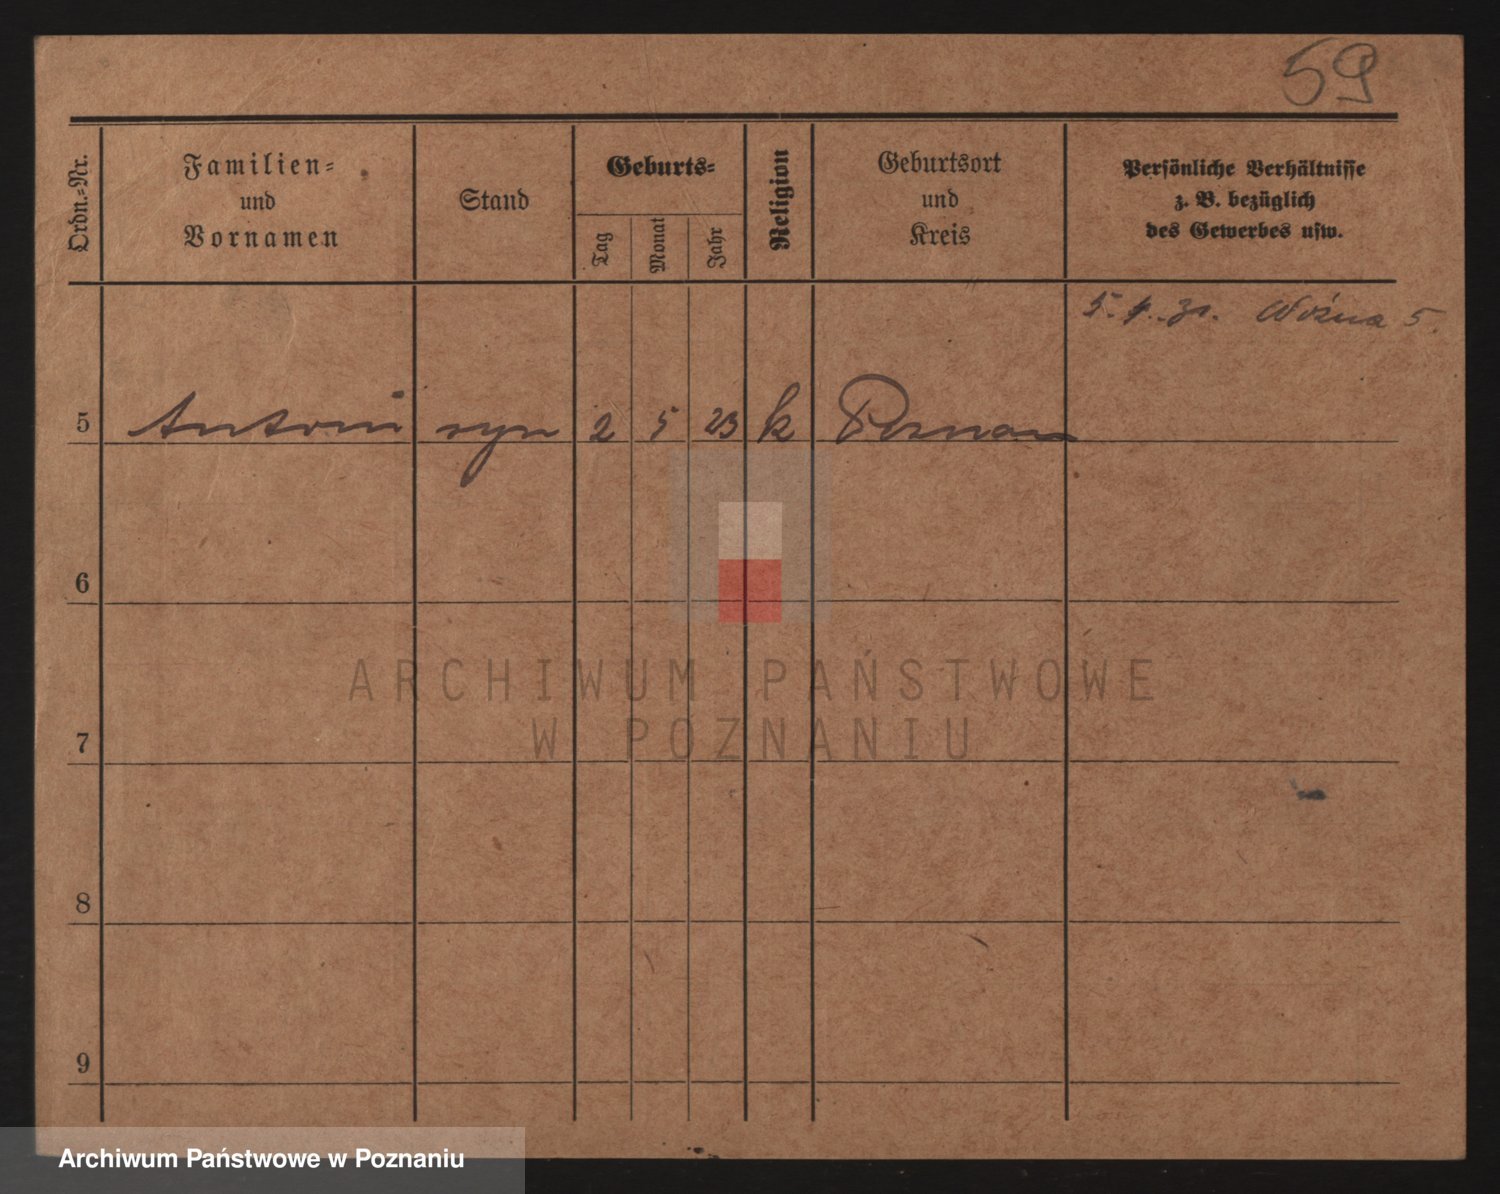 59
Ordn.=Nr.
Familien=
und
Vornamen
Stand
Geburts=
Tag
Monat
Jahr
Religion
Geburtsort
und
Kreis
Persönliche Verhältnisse
z. B. bezüglich
des Gewerbes usw.
5. 4. 31. Woźna 5.
5 Antoni syn 2 5 23 k Poznań
6
ARCHIWUM PAŃSTWOWE
W POZNANIU
7
8
9
Archiwum Państwowe w Poznaniu